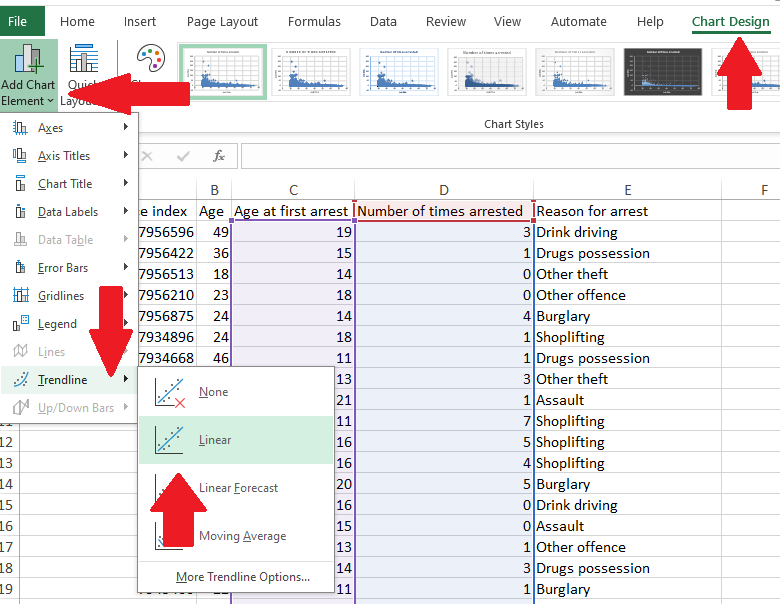 File Home Insert Page Layout Formulas Data Review View Automate Help Chart Design
Add Chart
Element
Chart Styles
Axes
Axis Titles
Chart Title
Data Labels
Data Table
Error Bars
Gridlines
Legend
Lines
Trendline
Up/Down Bars
None
Linear
Linear Forecast
Moving Average
More Trendline Options...
fx
B C D E F
index Age Age at first arrest Number of times arrested Reason for arrest
7956596 49 19 3 Drink driving
7956422 36 15 1 Drugs possession
7956513 18 14 0 Other theft
7956210 23 18 0 Other offence
7956875 24 14 4 Burglary
7934896 24 18 1 Shoplifting
7934668 46 11 1 Drugs possession
13 3 Other theft
21 1 Assault
11 7 Shoplifting
12 16 5 Shoplifting
13 16 4 Shoplifting
14 20 5 Burglary
15 16 0 Drink driving
16 15 0 Assault
17 13 1 Other offence
18 14 3 Drugs possession
19 11 1 Burglary